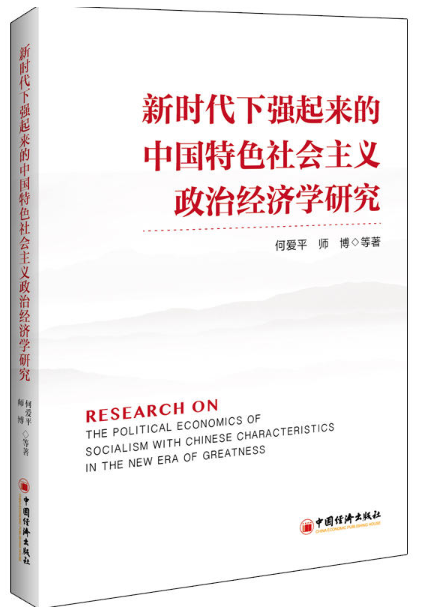 新时代下强起来的中国特色社会主义政治经济学研究
何爱平
师博
◇等著
中国经济出版社
新时代下强起来的
中国特色社会主义
政治经济学研究
何爱平 师 博◇等著
RESEARCH ON
THE POLITICAL ECONOMICS OF
SOCIALISM WITH CHINESE CHARACTERISTICS
IN THE NEW ERA OF GREATNESS
中国经济出版社